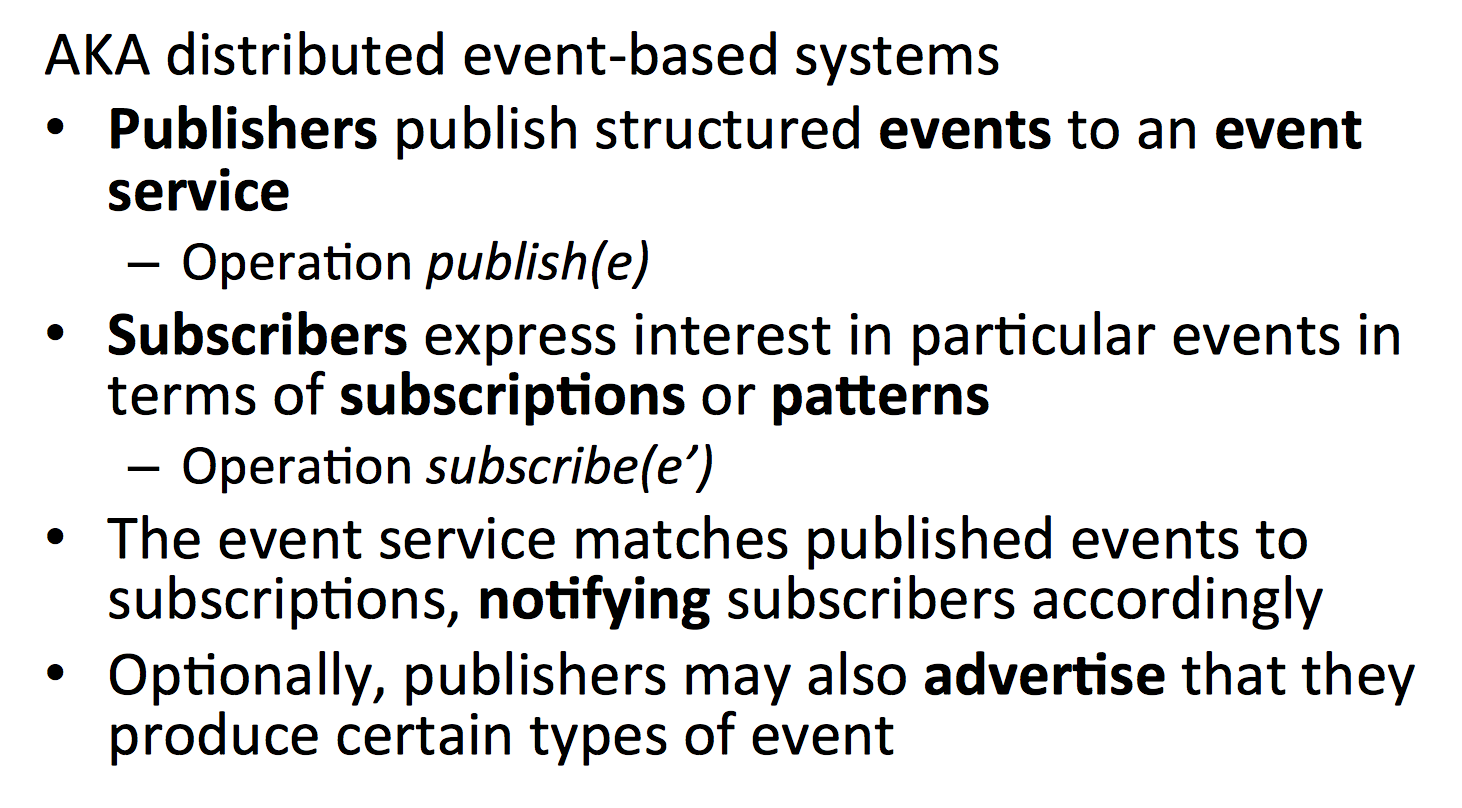 AKA distributed event-based systems
• Publishers publish structured events to an event
service
– Operation publish(e)
• Subscribers express interest in particular events in
terms of subscriptions or patterns
– Operation subscribe(e’)
• The event service matches published events to
subscriptions, notifying subscribers accordingly
• Optionally, publishers may also advertise that they
produce certain types of event